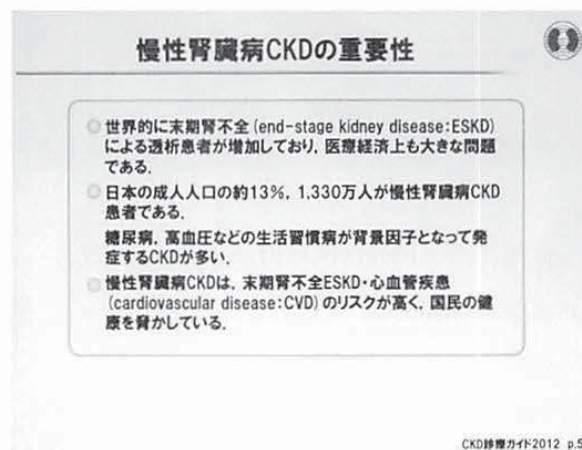 慢性腎臓病CKDの重要性
世界的に末期腎不全(end-stage kidney disease:ESKD)
による透析患者が増加しており,医療経済上も大きな問題
である.
日本の成人人口の約13%,1,330万人が慢性腎臓病CKD
患者である.
糖尿病,高血圧などの生活習慣病が背景因子となって発
症するCKDが多い.
慢性腎臓病CKDは,末期腎不全ESKD・心血管疾患
(cardiovascular disease:CVD)のリスクが高く,国民の健
康を脅かしている.
CKD診療ガイド2012 p.5